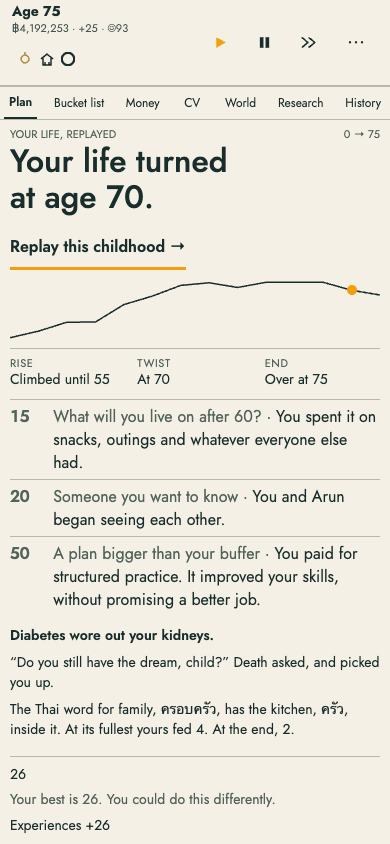 Age 75
฿4,192,253 · +25 · ☺93
Plan Bucket list Money CV World Research History
YOUR LIFE, REPLAYED 0 → 75
Your life turned
at age 70.
Replay this childhood →
RISE TWIST END
Climbed until 55 At 70 Over at 75
15 What will you live on after 60? · You spent it on
snacks, outings and whatever everyone else
had.
20 Someone you want to know · You and Arun
began seeing each other.
50 A plan bigger than your buffer · You paid for
structured practice. It improved your skills,
without promising a better job.
Diabetes wore out your kidneys.
“Do you still have the dream, child?” Death asked, and picked
you up.
The Thai word for family, ครอบครัว, has the kitchen, ครัว,
inside it. At its fullest yours fed 4. At the end, 2.
26
Your best is 26. You could do this differently.
Experiences +26